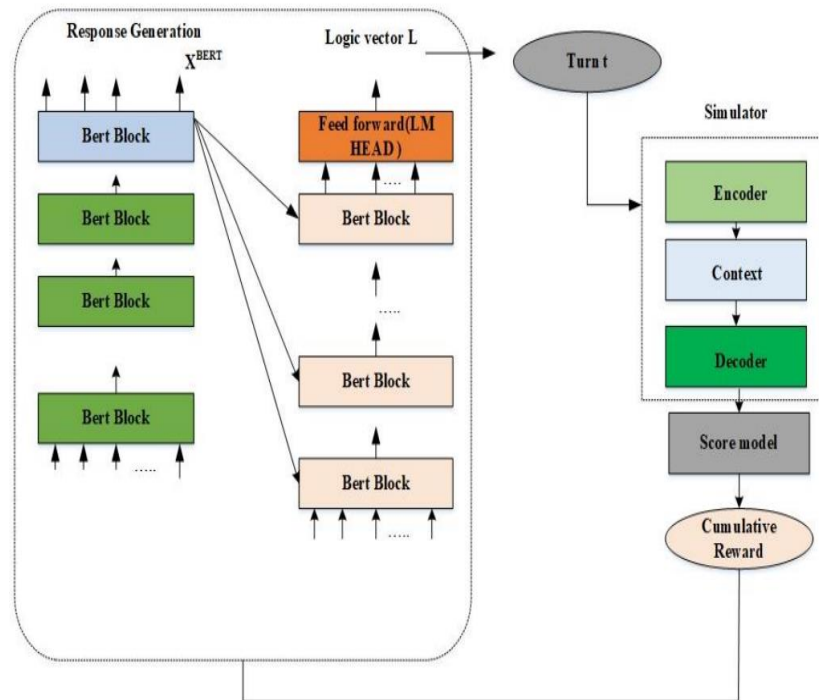 Response Generation
X^BERT
Bert Block
Bert Block
Bert Block
Bert Block
.....
Logic vector L
Feed forward(LM
HEAD )
....
Bert Block
.....
Bert Block
Bert Block
.....
Turn t
Simulator
Encoder
Context
Decoder
Score model
Cumulative
Reward